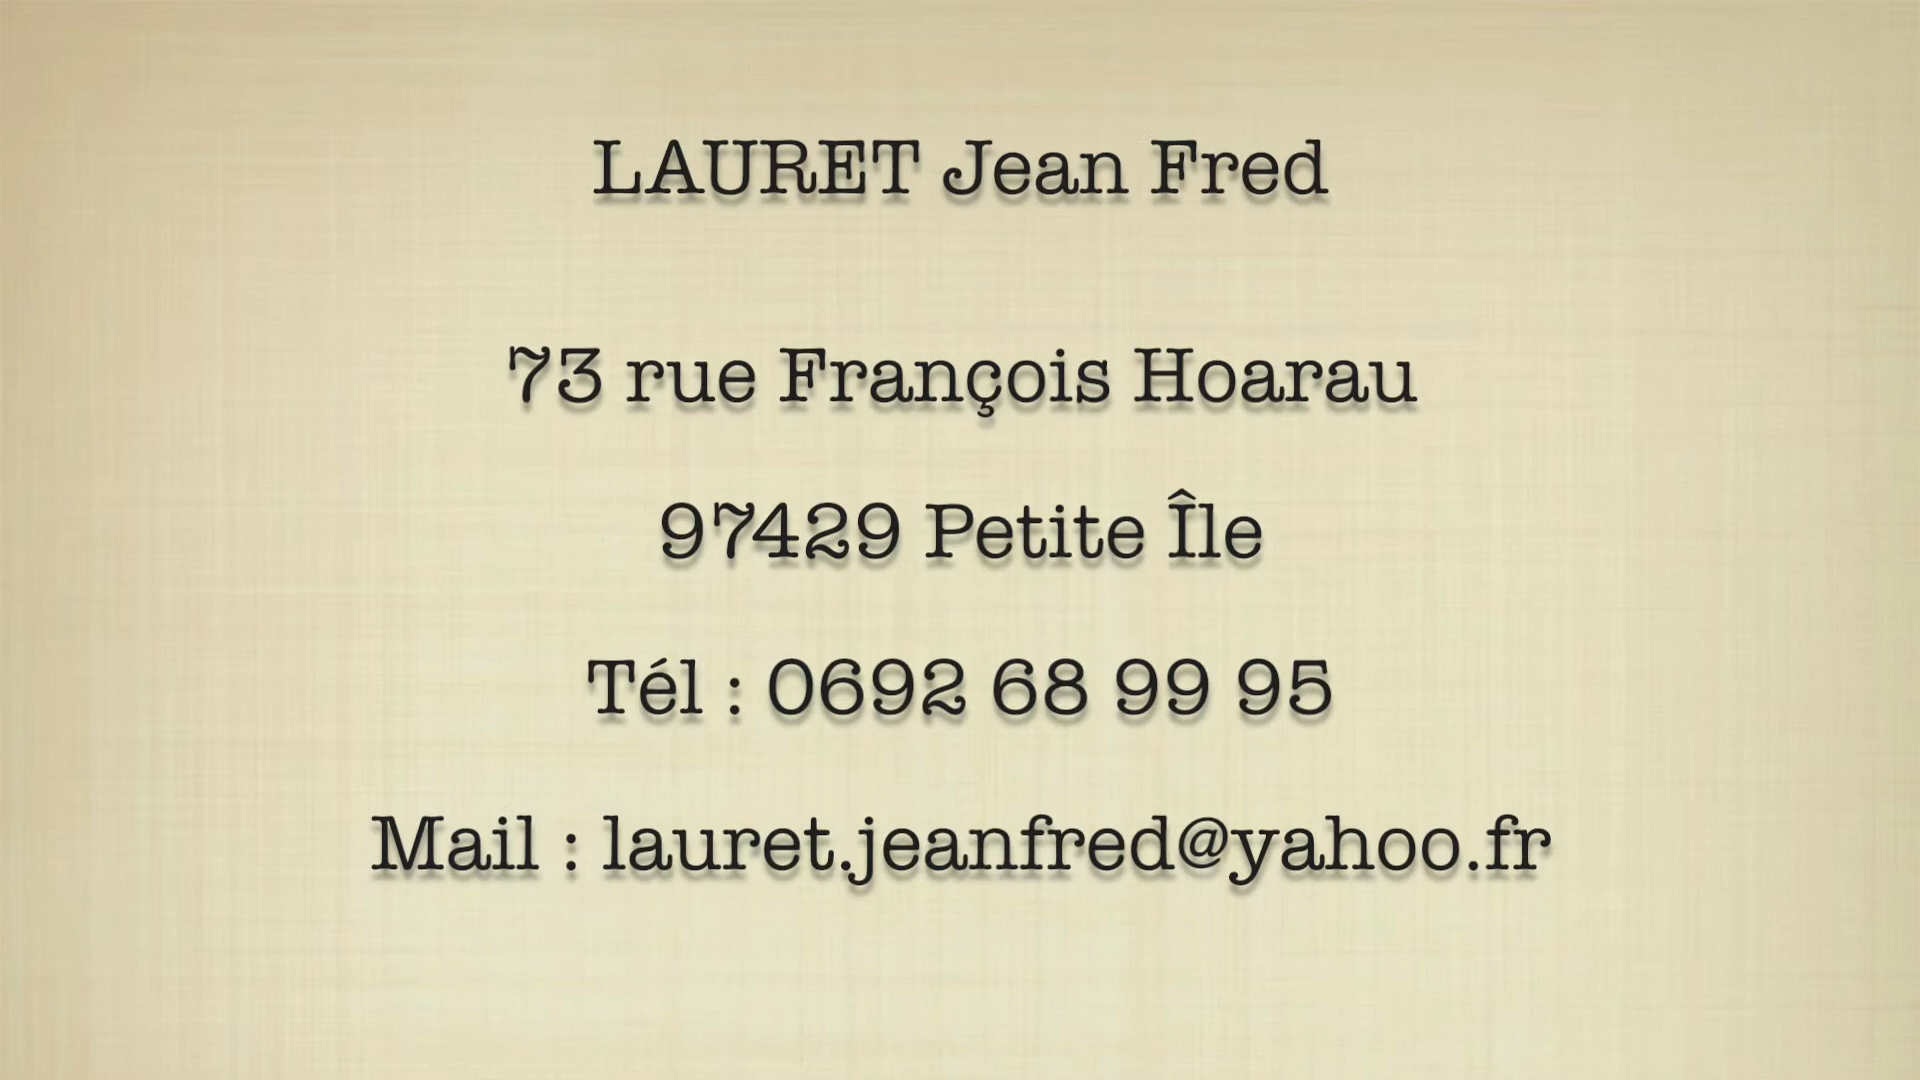 LAURET Jean Fred
73 rue François Hoarau
97429 Petite Île
Tél : 0692 68 99 95
Mail : lauret.jeanfred@yahoo.fr